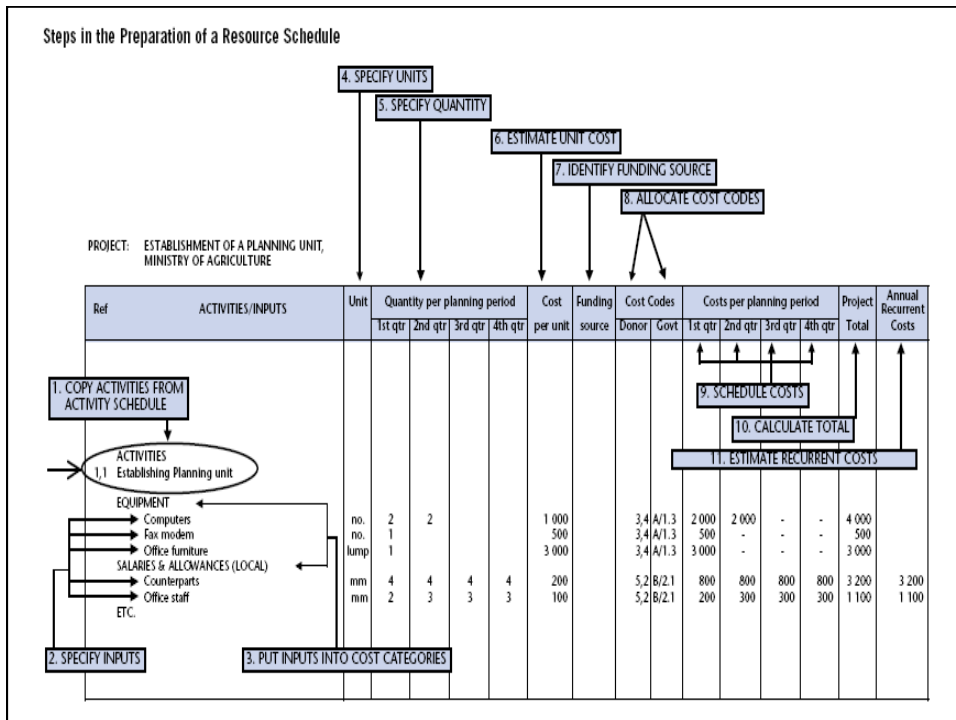 Steps in the Preparation of a Resource Schedule
4. SPECIFY UNITS
5. SPECIFY QUANTITY
6. ESTIMATE UNIT COST
7. IDENTIFY FUNDING SOURCE
8. ALLOCATE COST CODES
PROJECT: ESTABLISHMENT OF A PLANNING UNIT,
MINISTRY OF AGRICULTURE
Ref ACTIVITIES/INPUTS Unit Quantity per planning period Cost per unit Funding source Cost Codes Costs per planning period Project Total Annual Recurrent Costs
1st qtr 2nd qtr 3rd qtr 4th qtr Donor Govt 1st qtr 2nd qtr 3rd qtr 4th qtr
1. COPY ACTIVITIES FROM
ACTIVITY SCHEDULE
9. SCHEDULE COSTS
10. CALCULATE TOTAL
11. ESTIMATE RECURRENT COSTS
ACTIVITIES
1,1 Establishing Planning unit
EQUIPMENT
Computers no. 2 2 1 000 3,4 A/1.3 2 000 2 000 - - 4 000
Fax modem no. 1 500 3,4 A/1.3 500 - - - 500
Office furniture lump 1 3 000 3,4 A/1.3 3 000 - - - 3 000
SALARIES & ALLOWANCES (LOCAL)
Counterparts mm 4 4 4 4 200 5,2 B/2.1 800 800 800 800 3 200 3 200
Office staff mm 2 3 3 3 100 5,2 B/2.1 200 300 300 300 1 100 1 100
ETC.
2. SPECIFY INPUTS
3. PUT INPUTS INTO COST CATEGORIES